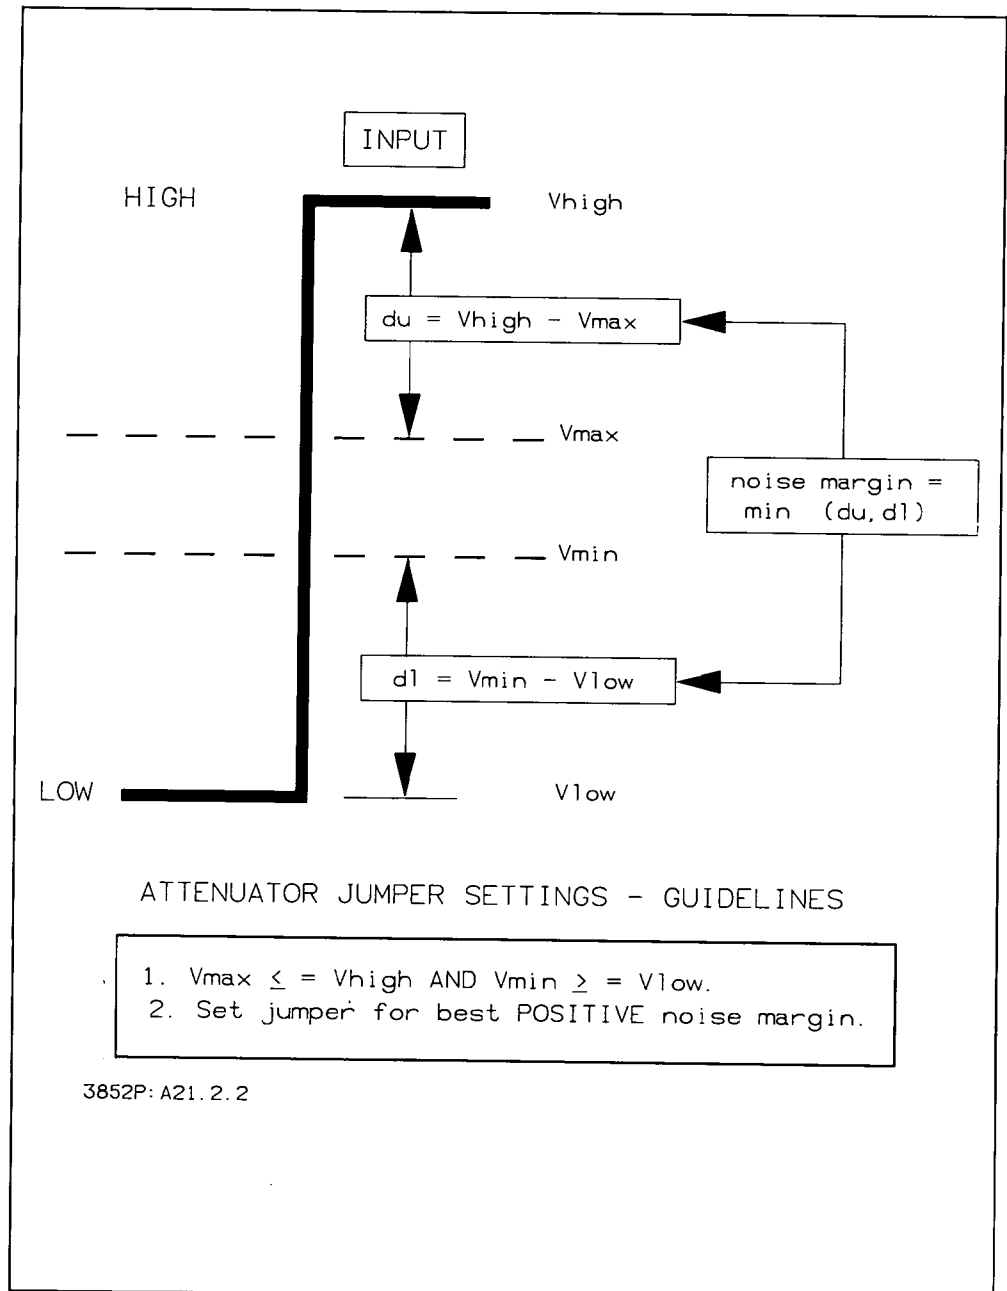 INPUT
HIGH
Vhigh
du = Vhigh - Vmax
Vmax
noise margin =
min (du,dl)
Vmin
dl = Vmin - Vlow
LOW
Vlow
ATTENUATOR JUMPER SETTINGS - GUIDELINES
1. Vmax ≤ = Vhigh AND Vmin ≥ = Vlow.
2. Set jumper for best POSITIVE noise margin.
3852P:A21.2.2